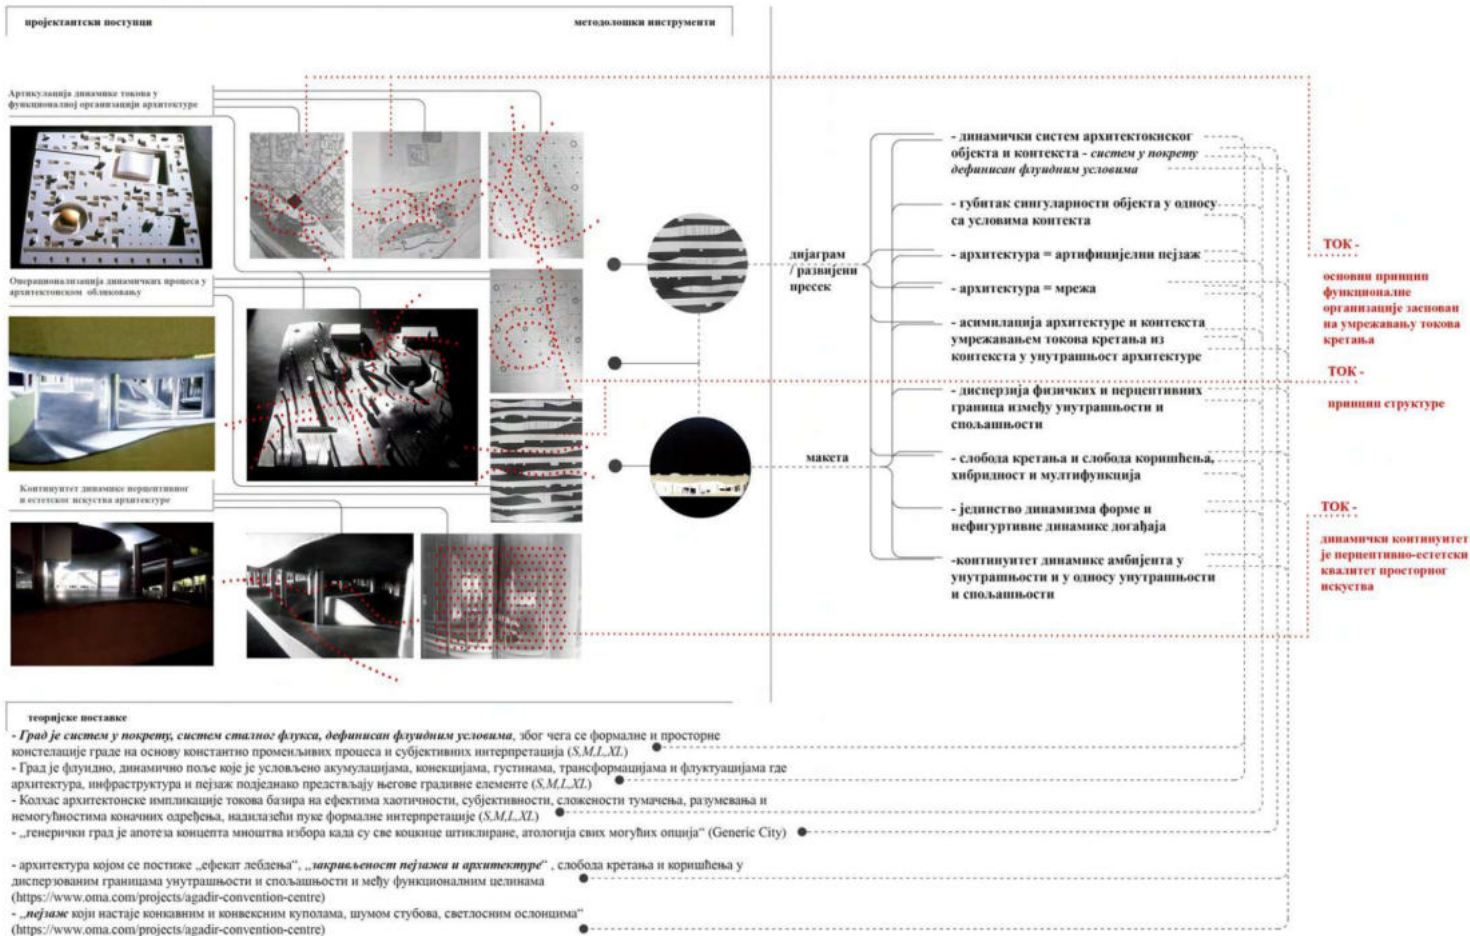 пројектантски поступци
методолошки инструменти
Артикулација динамике токова у
функционалној организацији архитектуре
Операционализација динамичких процеса у
архитектонском обликовању
Континуитет динамике перцептивног
и естетског искуства архитектуре
дијаграм
/ развијени
пресек
макета
- динамички систем архитектокнског
објекта и контекста - систем у покрету
дефинисан флуидним условима
- губитак сингуларности објекта у односу
са условима контекста
- архитектура = артифицијелни пејзаж
- архитектура = мрежа
- асимилација архитектуре и контекста
умрежавањем токова кретања из
контекста у унутрашњост архитектуре
- дисперзија физичких и перцептивних
граница између унутрашњости и
спољашњости
- слобода кретања и слобода коришћења,
хибридност и мултифункција
- јединство динамизма форме и
нефигуртивне динамике догађаја
-континуитет динамике амбијента у
унутрашњости и у односу унутрашњости
и спољашњости
ТОК -
основни принцип
функционалне
организације заснован
на умрежавању токова
кретања
ТОК -
принцип структуре
ТОК -
динамички континуитет
је перцептивно-естетски
квалитет просторног
искуства
теоријске поставке
- Град је систем у покрету, систем сталног флукса, дефинисан флуидним условима, због чега се формалне и просторне
констелације граде на основу константно променљивих процеса и субјективних интерпретација (S,M,L,XL)
- Град је флуидно, динамично поље које је условљено акумулацијама, конекцијама, густинама, трансформацијама и флуктуацијама где
архитектура, инфраструктура и пејзаж подједнако предствљају његове градивне елементе (S,M,L,XL)
- Колхас архитектонске импликације токова базира на ефектима хаотичности, субјективности, сложености тумачења, разумевања и
немогућностима коначних одређења, надилазећи пуке формалне интерпретације (S,M,L,XL)
- „генерички град је апотеза концепта мноштва избора када су све коцкице штиклиране, атологија свих могућих опција“ (Generic City)
- архитектура којом се постиже „ефекат лебдења“, „закривљеност пејзажа и архитектуре“ , слобода кретања и коришћења у
дисперзованим границама унутрашњости и спољашњости и међу функционалним целинама
(https://www.oma.com/projects/agadir-convention-centre)
- „пејзаж који настаје конкавним и конвексним куполама, шумом стубова, светлосним ослонцима“
(https://www.oma.com/projects/agadir-convention-centre)